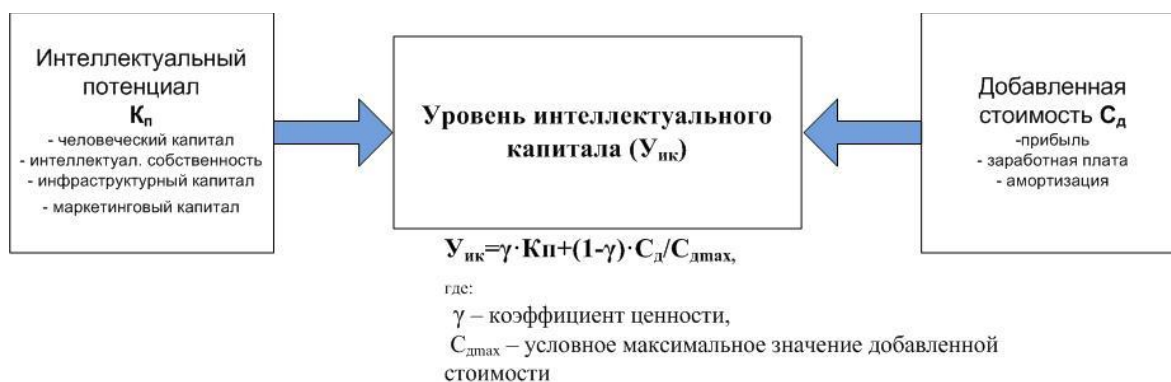 Интеллектуальный
потенциал
Кп
- человеческий капитал
- интеллектуал. собственность
- инфраструктурный капитал
- маркетинговый капитал
Уровень интеллектуального
капитала (Уик)
Добавленная
стоимость Сд
-прибыль
- заработная плата
- амортизация
Уик=γ·Кп+(1-γ)·Сд/Сдmax,
где:
γ – коэффициент ценности,
Сдmax – условное максимальное значение добавленной
стоимости